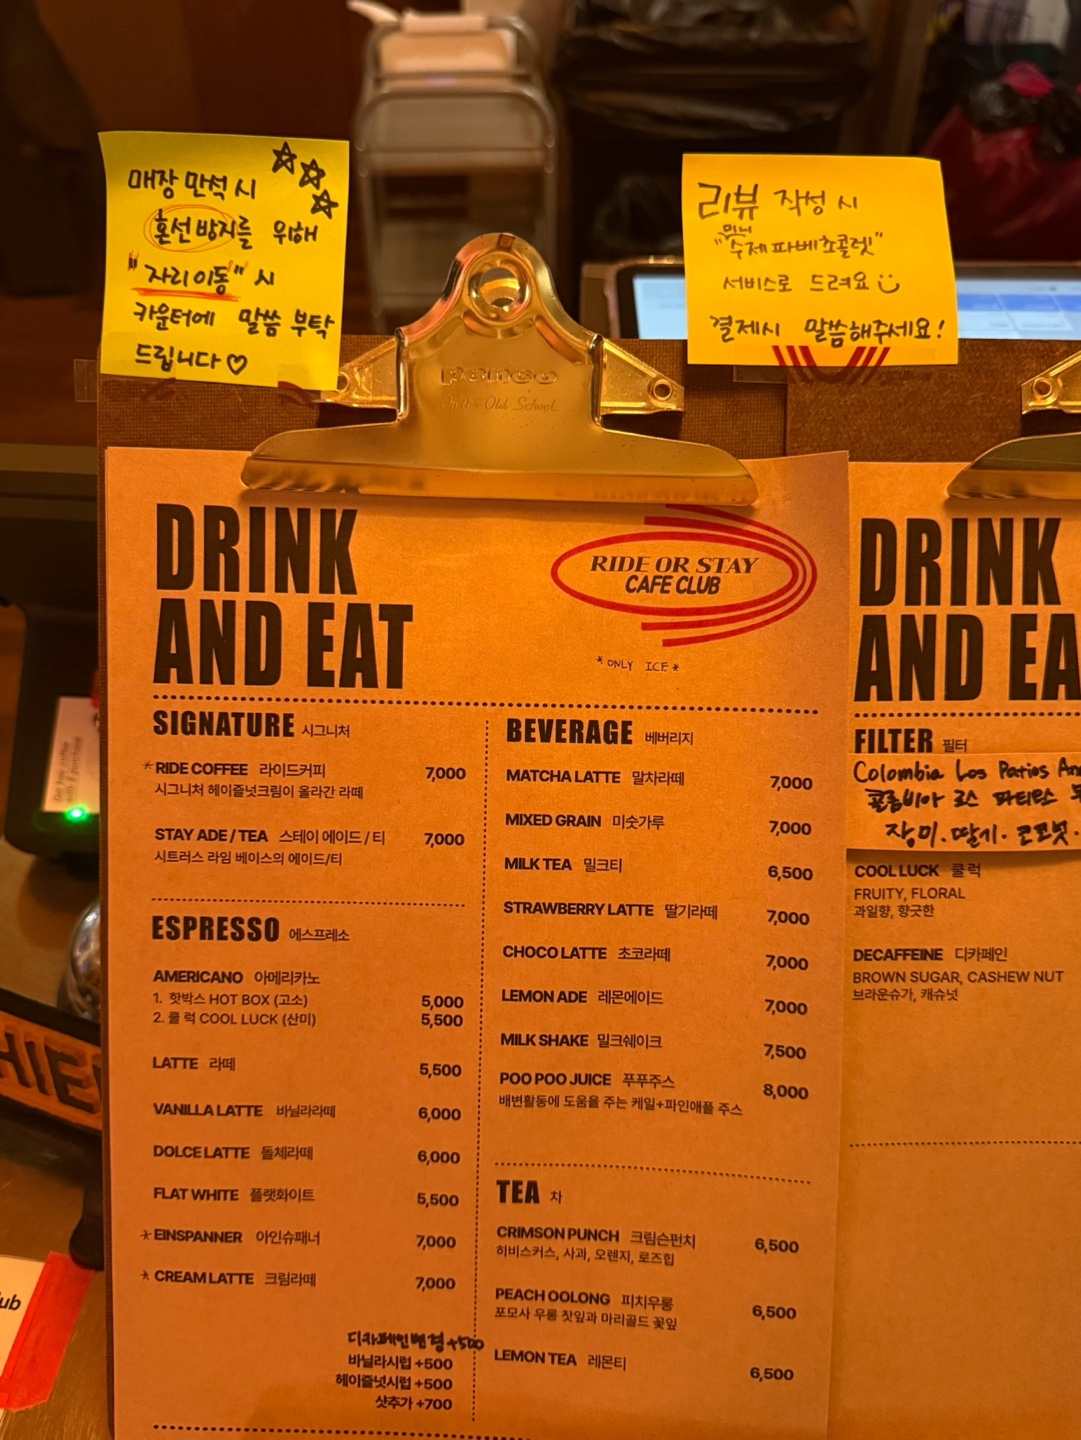 매장 만석 시
혼선방지를 위해
"자리이동" 시
카운터에 말씀 부탁
드립니다♡
리뷰 작성 시
미니
"수제파베초콜렛"
서비스로 드려요
결제시 말씀해주세요!
penco
Old School
DRINK
AND EAT
RIDE OR STAY
CAFE CLUB
*ONLY ICE*
SIGNATURE 시그니처
*RIDE COFFEE 라이드커피 7,000
시그니처 헤이즐넛크림이 올라간 라떼
STAY ADE / TEA 스테이 에이드 / 티 7,000
시트러스 라임 베이스의 에이드/티
ESPRESSO 에스프레소
AMERICANO 아메리카노
1. 핫박스 HOT BOX (고소) 5,000
2. 쿨 럭 COOL LUCK (산미) 5,500
LATTE 라떼 5,500
VANILLA LATTE 바닐라라떼 6,000
DOLCE LATTE 돌체라떼 6,000
FLAT WHITE 플랫화이트 5,500
*EINSPANNER 아인슈패너 7,000
*CREAM LATTE 크림라떼 7,000
디카페인변경+500
바닐라시럽 +500
헤이즐넛시럽 +500
샷추가 +700
BEVERAGE 베버리지
MATCHA LATTE 말차라떼 7,000
MIXED GRAIN 미숫가루 7,000
MILK TEA 밀크티 6,500
STRAWBERRY LATTE 딸기라떼 7,000
CHOCO LATTE 초코라떼 7,000
LEMON ADE 레몬에이드 7,000
MILK SHAKE 밀크쉐이크 7,500
POO POO JUICE 푸푸주스 8,000
배변활동에 도움을 주는 케일+파인애플 주스
TEA 차
CRIMSON PUNCH 크림슨펀치 6,500
히비스커스, 사과, 오렌지, 로즈힙
PEACH OOLONG 피치우롱 6,500
포모사 우롱 찻잎과 마리골드 꽃잎
LEMON TEA 레몬티 6,500
DRINK
AND EA
FILTER 필터
Colombia Los Patios An
콜롬비아 로스 파티오스
장미.딸기.코코넛.
COOL LUCK 쿨 럭
FRUITY, FLORAL
과일향, 향긋한
DECAFFEINE 디카페인
BROWN SUGAR, CASHEW NUT
브라운슈가, 캐슈넛
HIE
ub